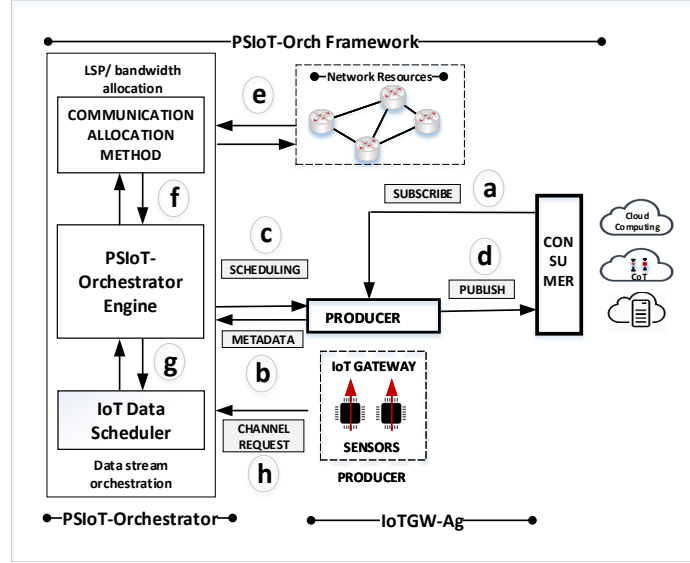 PSIoT-Orch Framework
LSP/ bandwidth
allocation
COMMUNICATION
ALLOCATION
METHOD
e
Network Resources
f
a
SUBSCRIBE
Cloud
Computing
CoT
CON
SU
MER
PSIoT-
Orchestrator
Engine
c
SCHEDULING
d
PUBLISH
PRODUCER
METADATA
b
g
IoT Data
Scheduler
IoT GATEWAY
SENSORS
CHANNEL
REQUEST
h
PRODUCER
Data stream
orchestration
PSIoT-Orchestrator
IoTGW-Ag